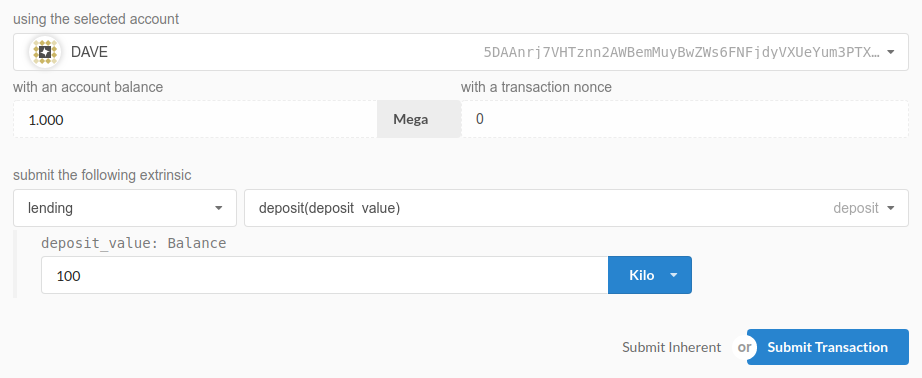 using the selected account
DAVE 5DAAnrj7VHTznn2AWBemMuyBwZWs6FNFjdyVXUeYum3PTX…
with an account balance with a transaction nonce
1.000 Mega 0
submit the following extrinsic
lending deposit(deposit_value) deposit
deposit_value: Balance
100 Kilo
Submit Inherent or Submit Transaction